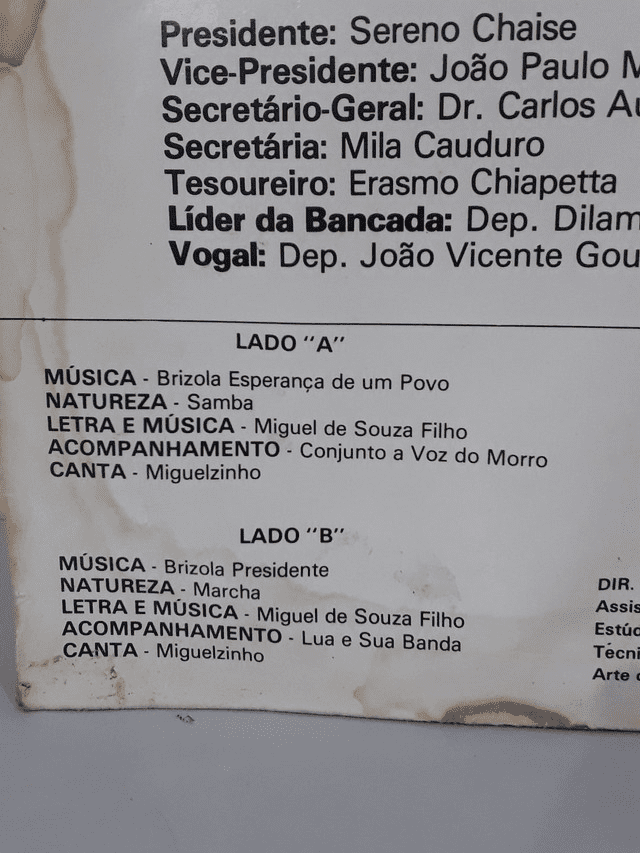 Presidente: Sereno Chaise
Vice-Presidente: João Paulo
Secretário-Geral: Dr. Carlos
Secretária: Mila Cauduro
Tesoureiro: Erasmo Chiapetta
Líder da Bancada: Dep.
Vogal: Dep. João Vicente
LADO "A"
MÚSICA - Brizola Esperança de um Povo
NATUREZA - Samba
LETRA E MÚSICA - Miguel de Souza Filho
ACOMPANHAMENTO - Conjunto a Voz do Morro
CANTA - Miguelzinho
LADO "B"
MÚSICA - Brizola Presidente
NATUREZA - Marcha
LETRA E MÚSICA - Miguel de Souza Filho
ACOMPANHAMENTO - Lua e Sua Banda
CANTA - Miguelzinho
DIR.
Arte